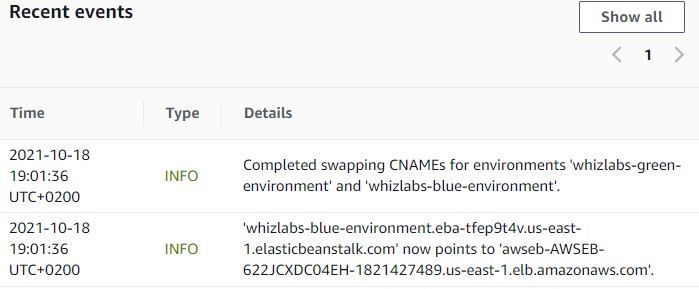 Recent events
Show all
1
Time Type Details
2021-10-18
19:01:36
UTC+0200
INFO
Completed swapping CNAMEs for environments 'whizlabs-green-
environment' and 'whizlabs-blue-environment'.
2021-10-18
19:01:36
UTC+0200
INFO
'whizlabs-blue-environment.eba-tfep9t4v.us-east-
1.elasticbeanstalk.com' now points to 'awseb-AWSEB-
622JCXDC04EH-1821427489.us-east-1.elb.amazonaws.com'.